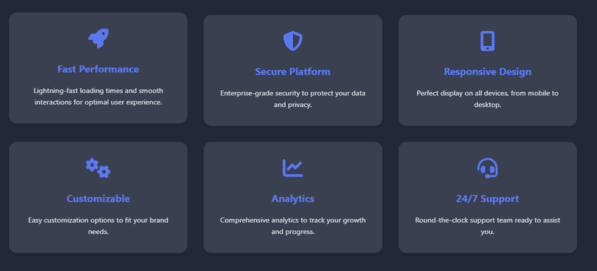 Fast Performance
Lightning-fast loading times and smooth
interactions for optimal user experience.
Secure Platform
Enterprise-grade security to protect your data
and privacy.
Responsive Design
Perfect display on all devices, from mobile to
desktop.
Customizable
Easy customization options to fit your brand
needs.
Analytics
Comprehensive analytics to track your growth
and progress.
24/7 Support
Round-the-clock support team ready to assist
you.